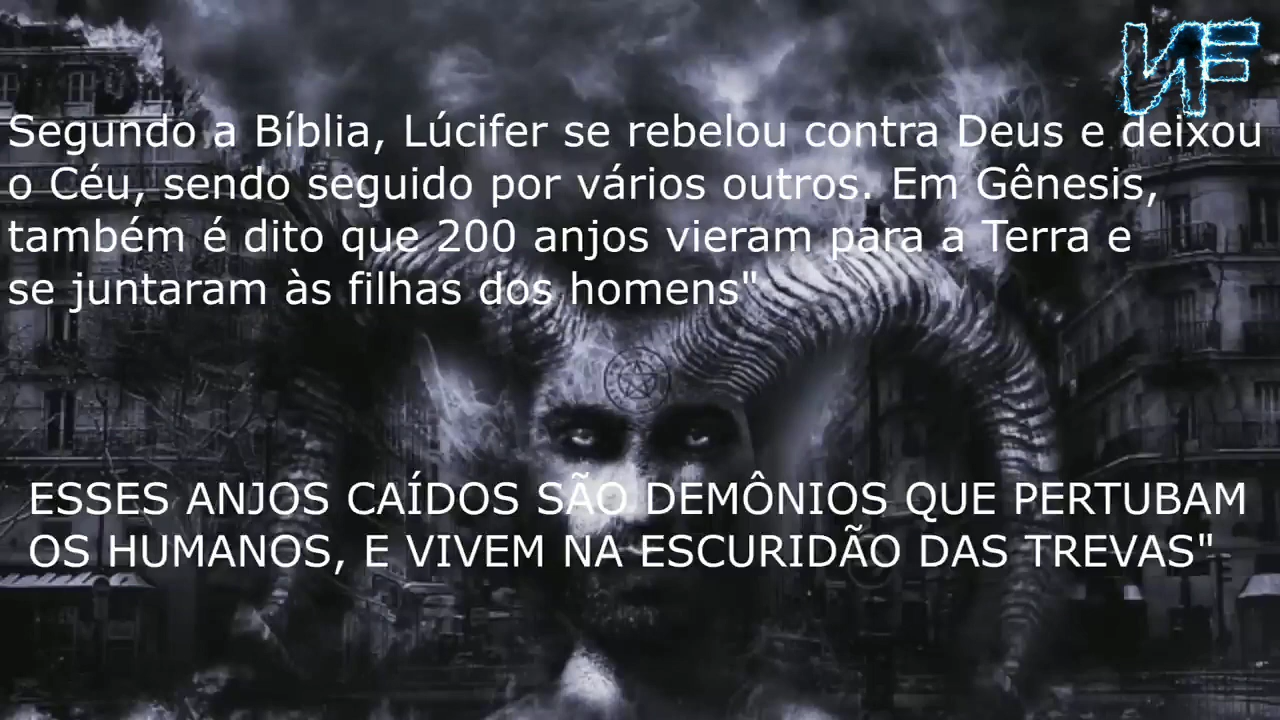 ИF
Segundo a Bíblia, Lúcifer se rebelou contra Deus e deixou
o Céu, sendo seguido por vários outros. Em Gênesis,
também é dito que 200 anjos vieram para a Terra e
se juntaram às filhas dos homens"
ESSES ANJOS CAÍDOS SÃO DEMÔNIOS QUE PERTUBAM
OS HUMANOS, E VIVEM NA ESCURIDÃO DAS TREVAS"